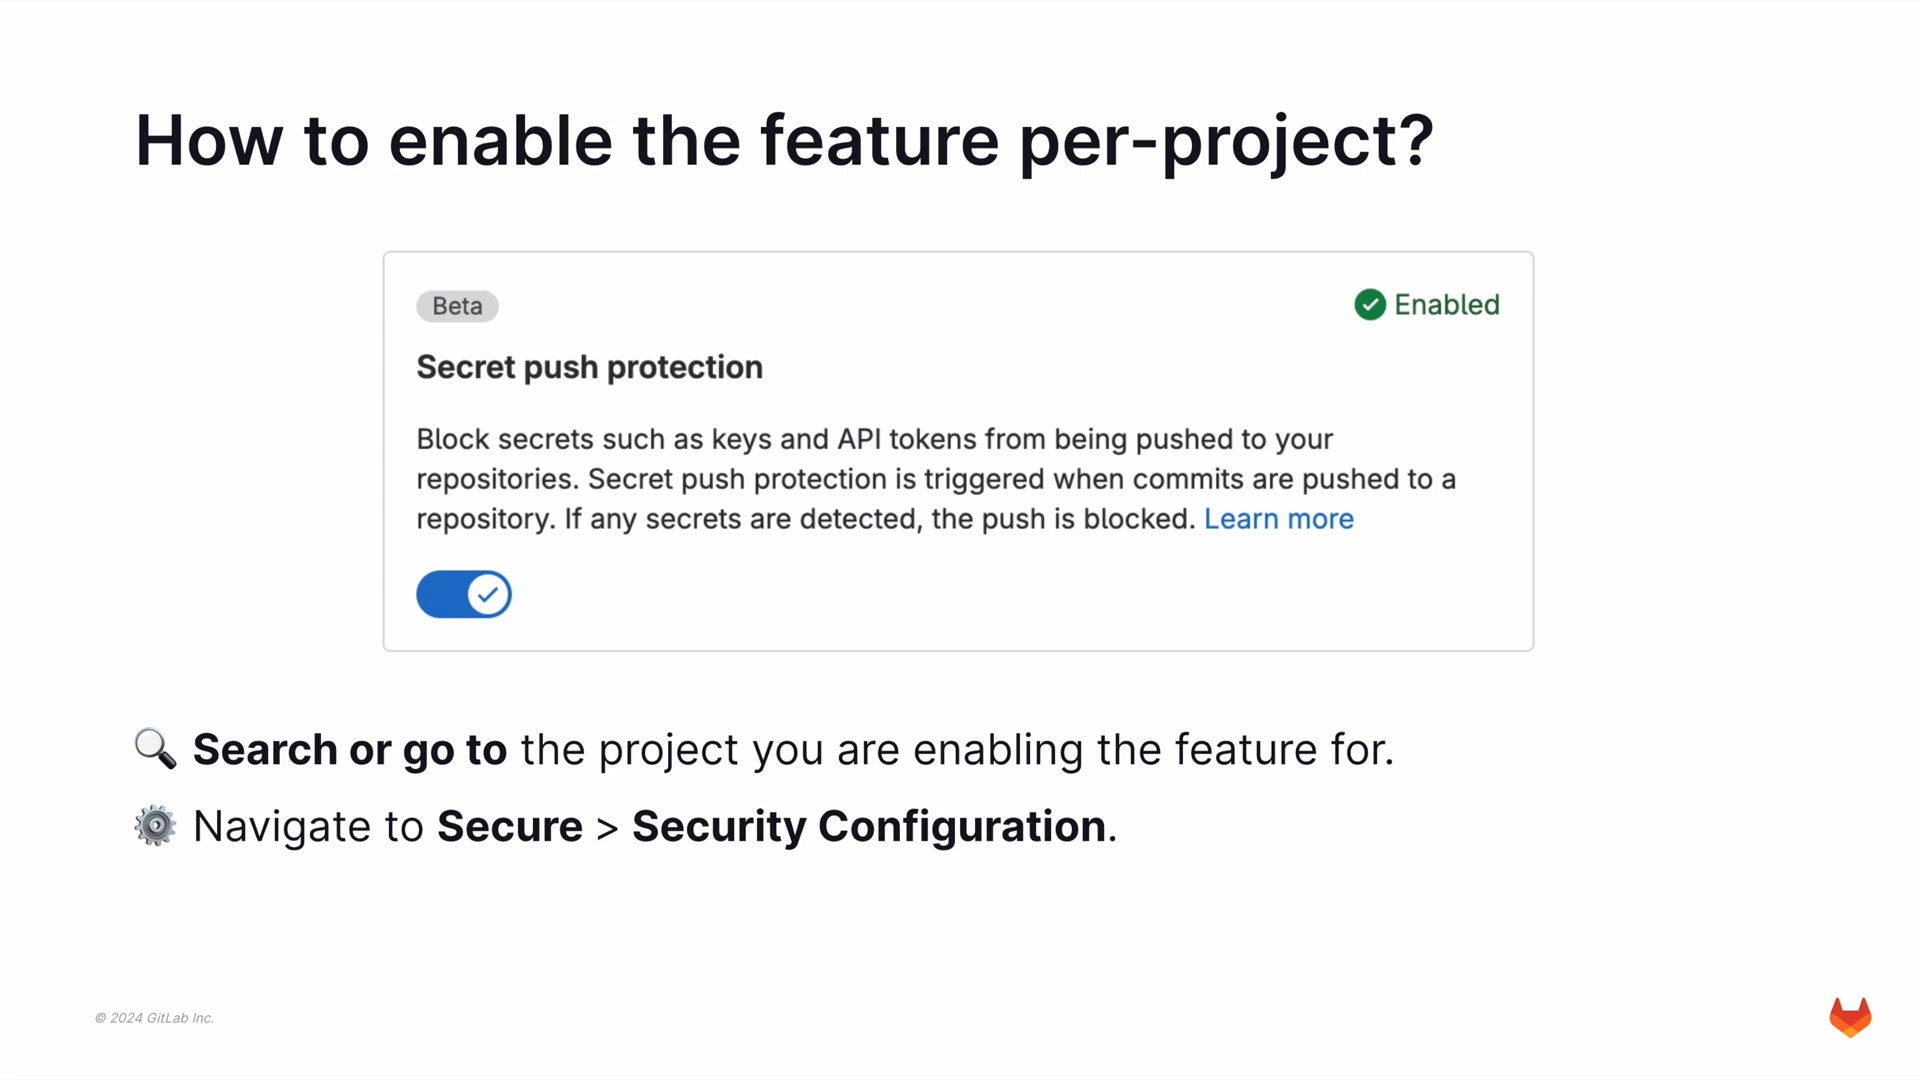 How to enable the feature per-project?
Beta
Enabled
Secret push protection
Block secrets such as keys and API tokens from being pushed to your
repositories. Secret push protection is triggered when commits are pushed to a
repository. If any secrets are detected, the push is blocked. Learn more
🔍 Search or go to the project you are enabling the feature for.
⚙️ Navigate to Secure > Security Configuration.
© 2024 GitLab Inc.